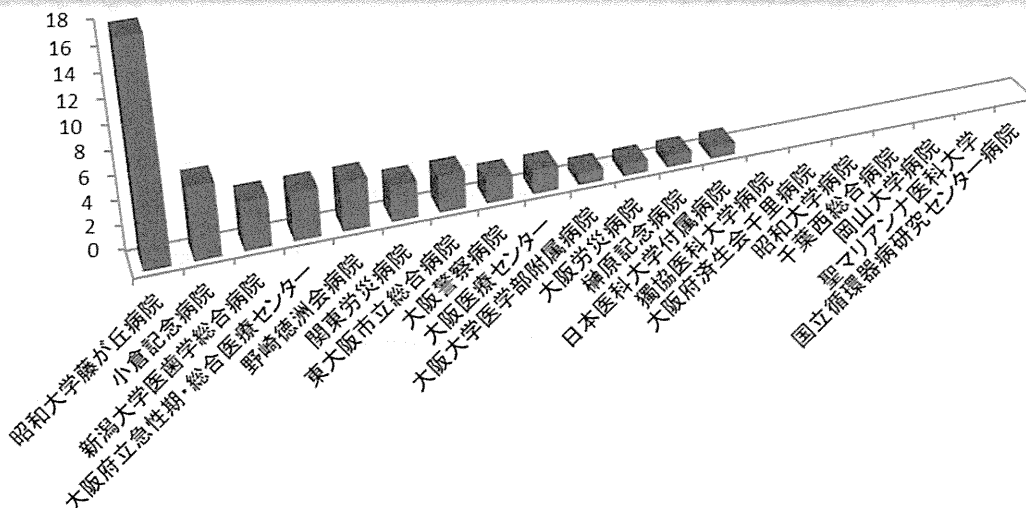 18
16
14
12
10
8
6
4
2
0
昭和大学藤が丘病院
小倉記念病院
新潟大学医歯学総合病院
大阪府立急性期・総合医療センター
野崎徳洲会病院
関東労災病院
東大阪市立総合病院
大阪警察病院
大阪医療センター
大阪大学医学部附属病院
大阪労災病院
榊原記念病院
日本医科大学付属病院
獨協医科大学病院
大阪府済生会千里病院
昭和大学病院
千葉西総合病院
岡山大学病院
聖マリアンナ医科大学
国立循環器病研究センター病院